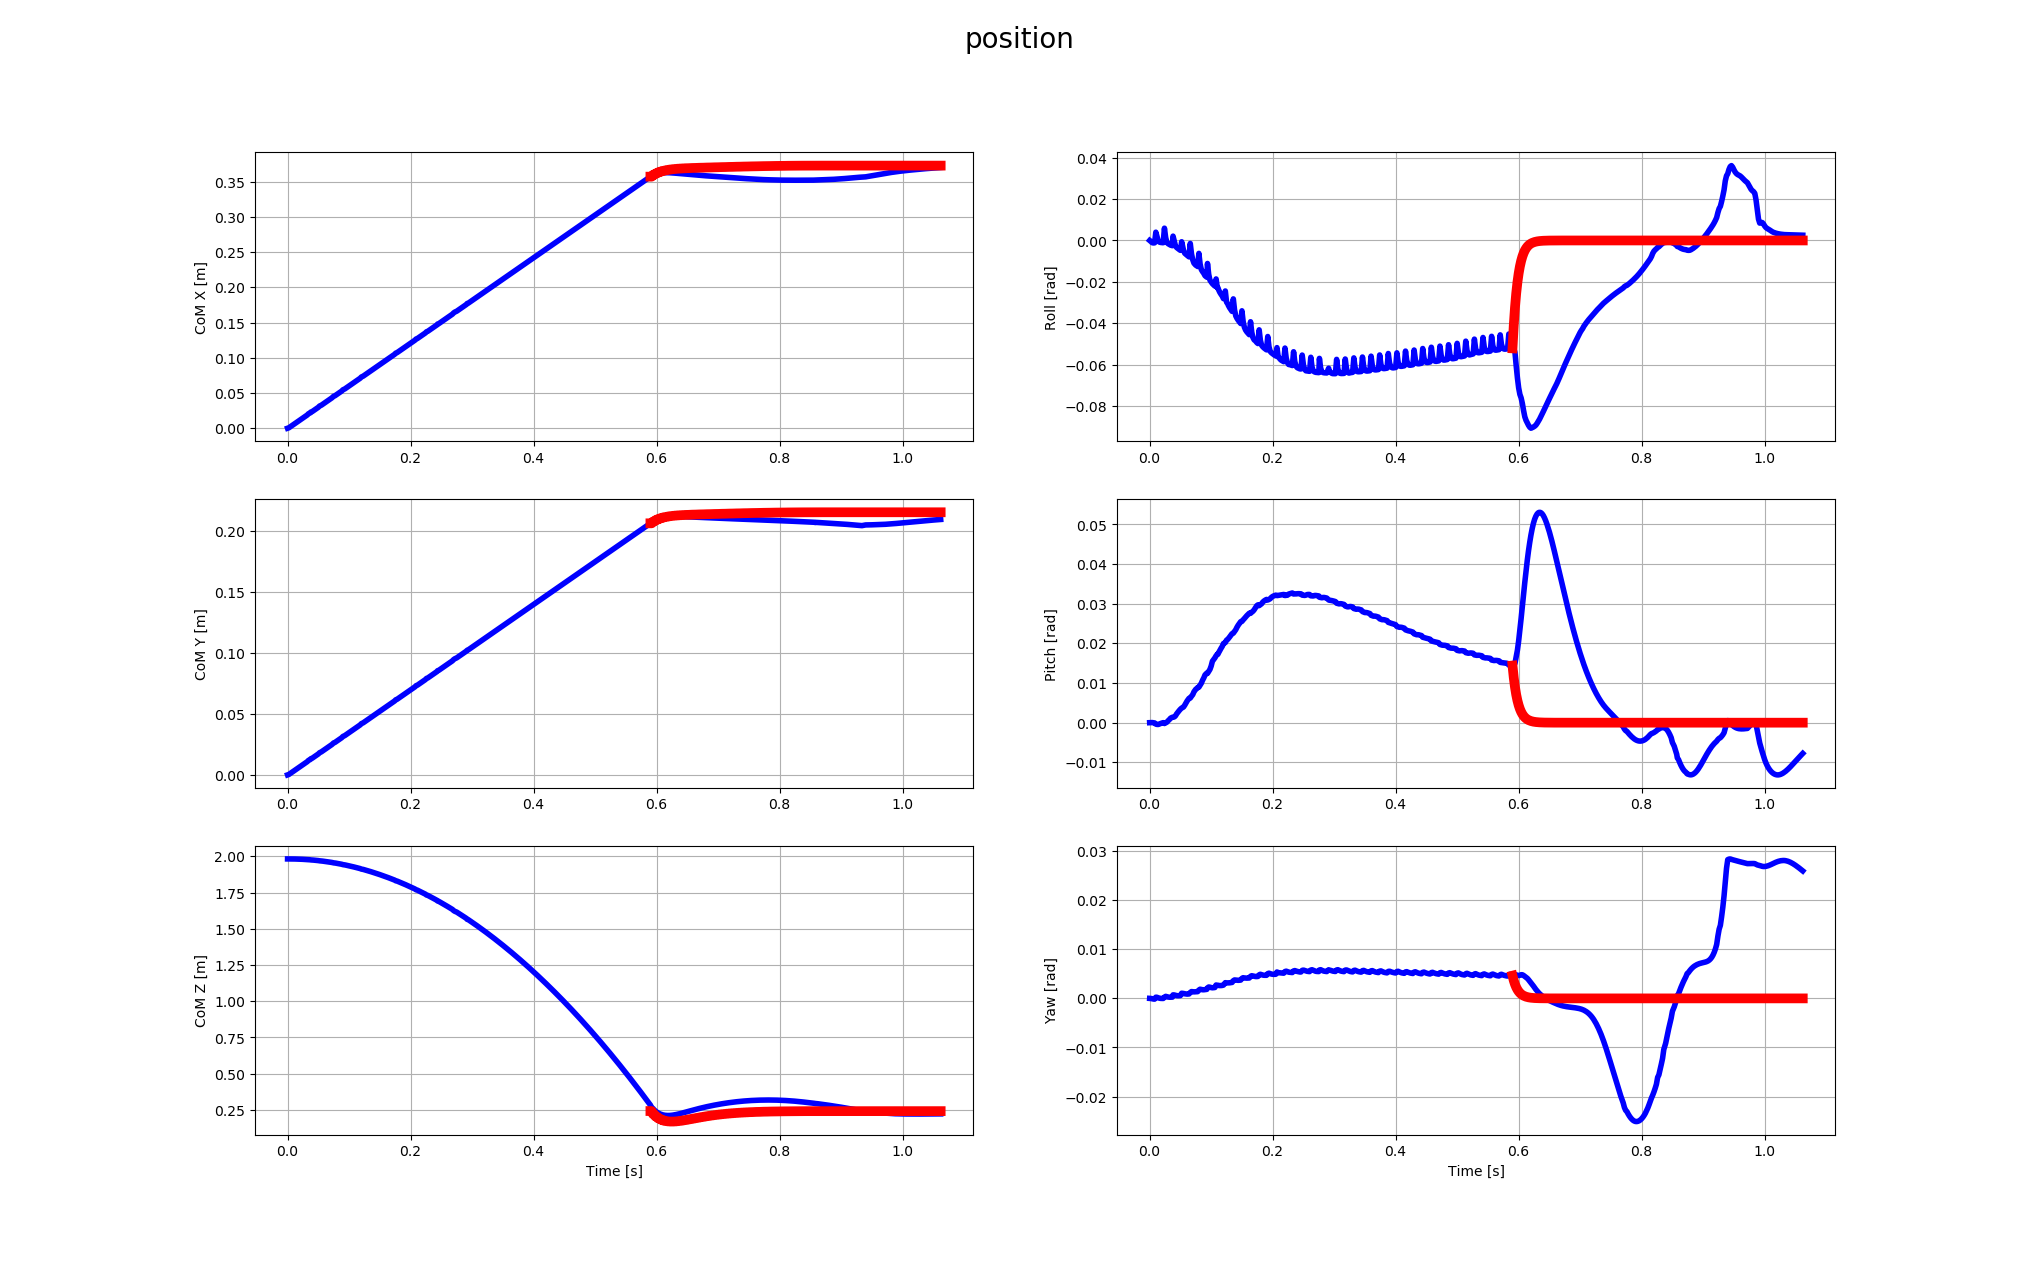 position
CoM X [m]
0.35
0.30
0.25
0.20
0.15
0.10
0.05
0.00
0.0 0.2 0.4 0.6 0.8 1.0
Roll [rad]
0.04
0.02
0.00
−0.02
−0.04
−0.06
−0.08
0.0 0.2 0.4 0.6 0.8 1.0
CoM Y [m]
0.20
0.15
0.10
0.05
0.00
0.0 0.2 0.4 0.6 0.8 1.0
Pitch [rad]
0.05
0.04
0.03
0.02
0.01
0.00
−0.01
0.0 0.2 0.4 0.6 0.8 1.0
CoM Z [m]
2.00
1.75
1.50
1.25
1.00
0.75
0.50
0.25
0.0 0.2 0.4 0.6 0.8 1.0
Time [s]
Yaw [rad]
0.03
0.02
0.01
0.00
−0.01
−0.02
0.0 0.2 0.4 0.6 0.8 1.0
Time [s]